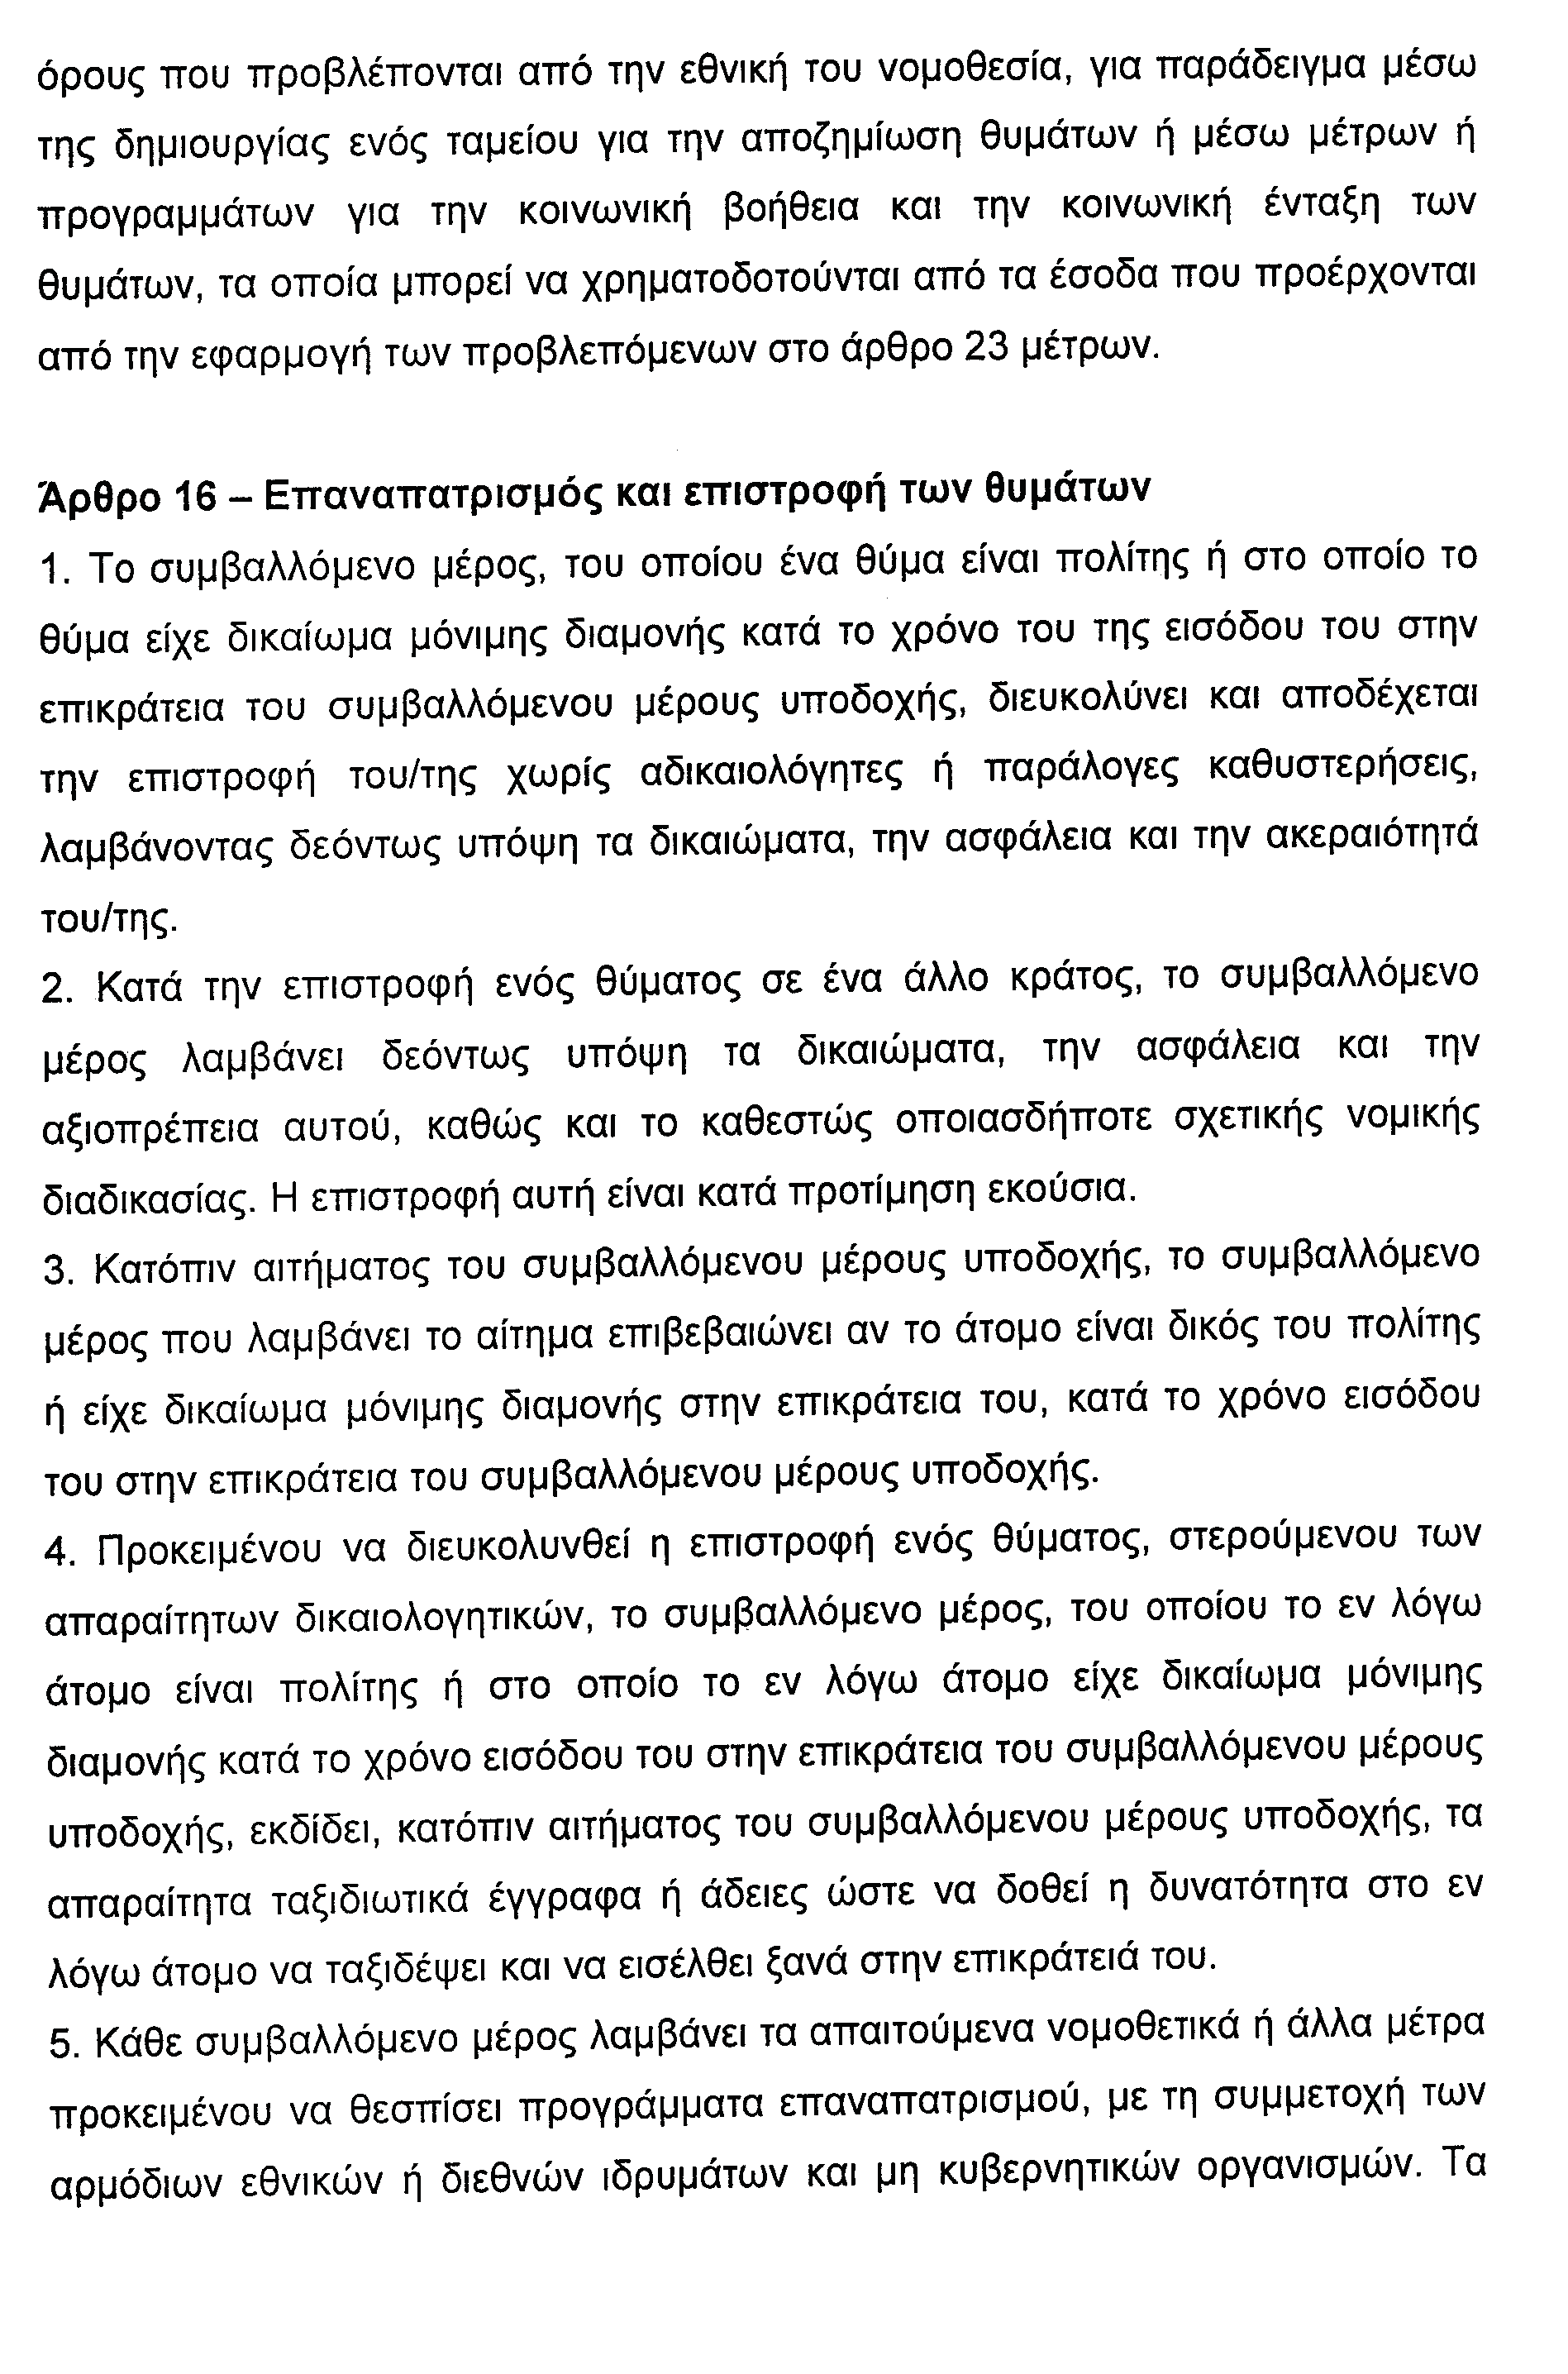 όρους που προβλέπονται από την εθνική του νομοθεσία, για παράδειγμα μέσω
της δημιουργίας ενός ταμείου για την αποζημίωση θυμάτων ή μέσω μέτρων ή
προγραμμάτων για την κοινωνική βοήθεια και την κοινωνική ένταξη των
θυμάτων, τα οποία μπορεί να χρηματοδοτούνται από τα έσοδα που προέρχονται
από την εφαρμογή των προβλεπόμενων στο άρθρο 23 μέτρων.
Άρθρο 16 – Επαναπατρισμός και επιστροφή των θυμάτων
1. Το συμβαλλόμενο μέρος, του οποίου ένα θύμα είναι πολίτης ή στο οποίο το
θύμα είχε δικαίωμα μόνιμης διαμονής κατά το χρόνο του της εισόδου του στην
επικράτεια του συμβαλλόμενου μέρους υποδοχής, διευκολύνει και αποδέχεται
την επιστροφή του/της χωρίς αδικαιολόγητες ή παράλογες καθυστερήσεις,
λαμβάνοντας δεόντως υπόψη τα δικαιώματα, την ασφάλεια και την ακεραιότητά
του/της.
2. Κατά την επιστροφή ενός θύματος σε ένα άλλο κράτος, το συμβαλλόμενο
μέρος λαμβάνει δεόντως υπόψη τα δικαιώματα, την ασφάλεια και την
αξιοπρέπεια αυτού, καθώς και το καθεστώς οποιασδήποτε σχετικής νομικής
διαδικασίας. Η επιστροφή αυτή είναι κατά προτίμηση εκούσια.
3. Κατόπιν αιτήματος του συμβαλλόμενου μέρους υποδοχής, το συμβαλλόμενο
μέρος που λαμβάνει το αίτημα επιβεβαιώνει αν το άτομο είναι δικός του πολίτης
ή είχε δικαίωμα μόνιμης διαμονής στην επικράτεια του, κατά το χρόνο εισόδου
του στην επικράτεια του συμβαλλόμενου μέρους υποδοχής.
4. Προκειμένου να διευκολυνθεί η επιστροφή ενός θύματος, στερούμενου των
απαραίτητων δικαιολογητικών, το συμβαλλόμενο μέρος, του οποίου το εν λόγω
άτομο είναι πολίτης ή στο οποίο το εν λόγω άτομο είχε δικαίωμα μόνιμης
διαμονής κατά το χρόνο εισόδου του στην επικράτεια του συμβαλλόμενου μέρους
υποδοχής, εκδίδει, κατόπιν αιτήματος του συμβαλλόμενου μέρους υποδοχής, τα
απαραίτητα ταξιδιωτικά έγγραφα ή άδειες ώστε να δοθεί η δυνατότητα στο εν
λόγω άτομο να ταξιδέψει και να εισέλθει ξανά στην επικράτειά του.
5. Κάθε συμβαλλόμενο μέρος λαμβάνει τα απαιτούμενα νομοθετικά ή άλλα μέτρα
προκειμένου να θεσπίσει προγράμματα επαναπατρισμού, με τη συμμετοχή των
αρμόδιων εθνικών ή διεθνών ιδρυμάτων και μη κυβερνητικών οργανισμών. Τα